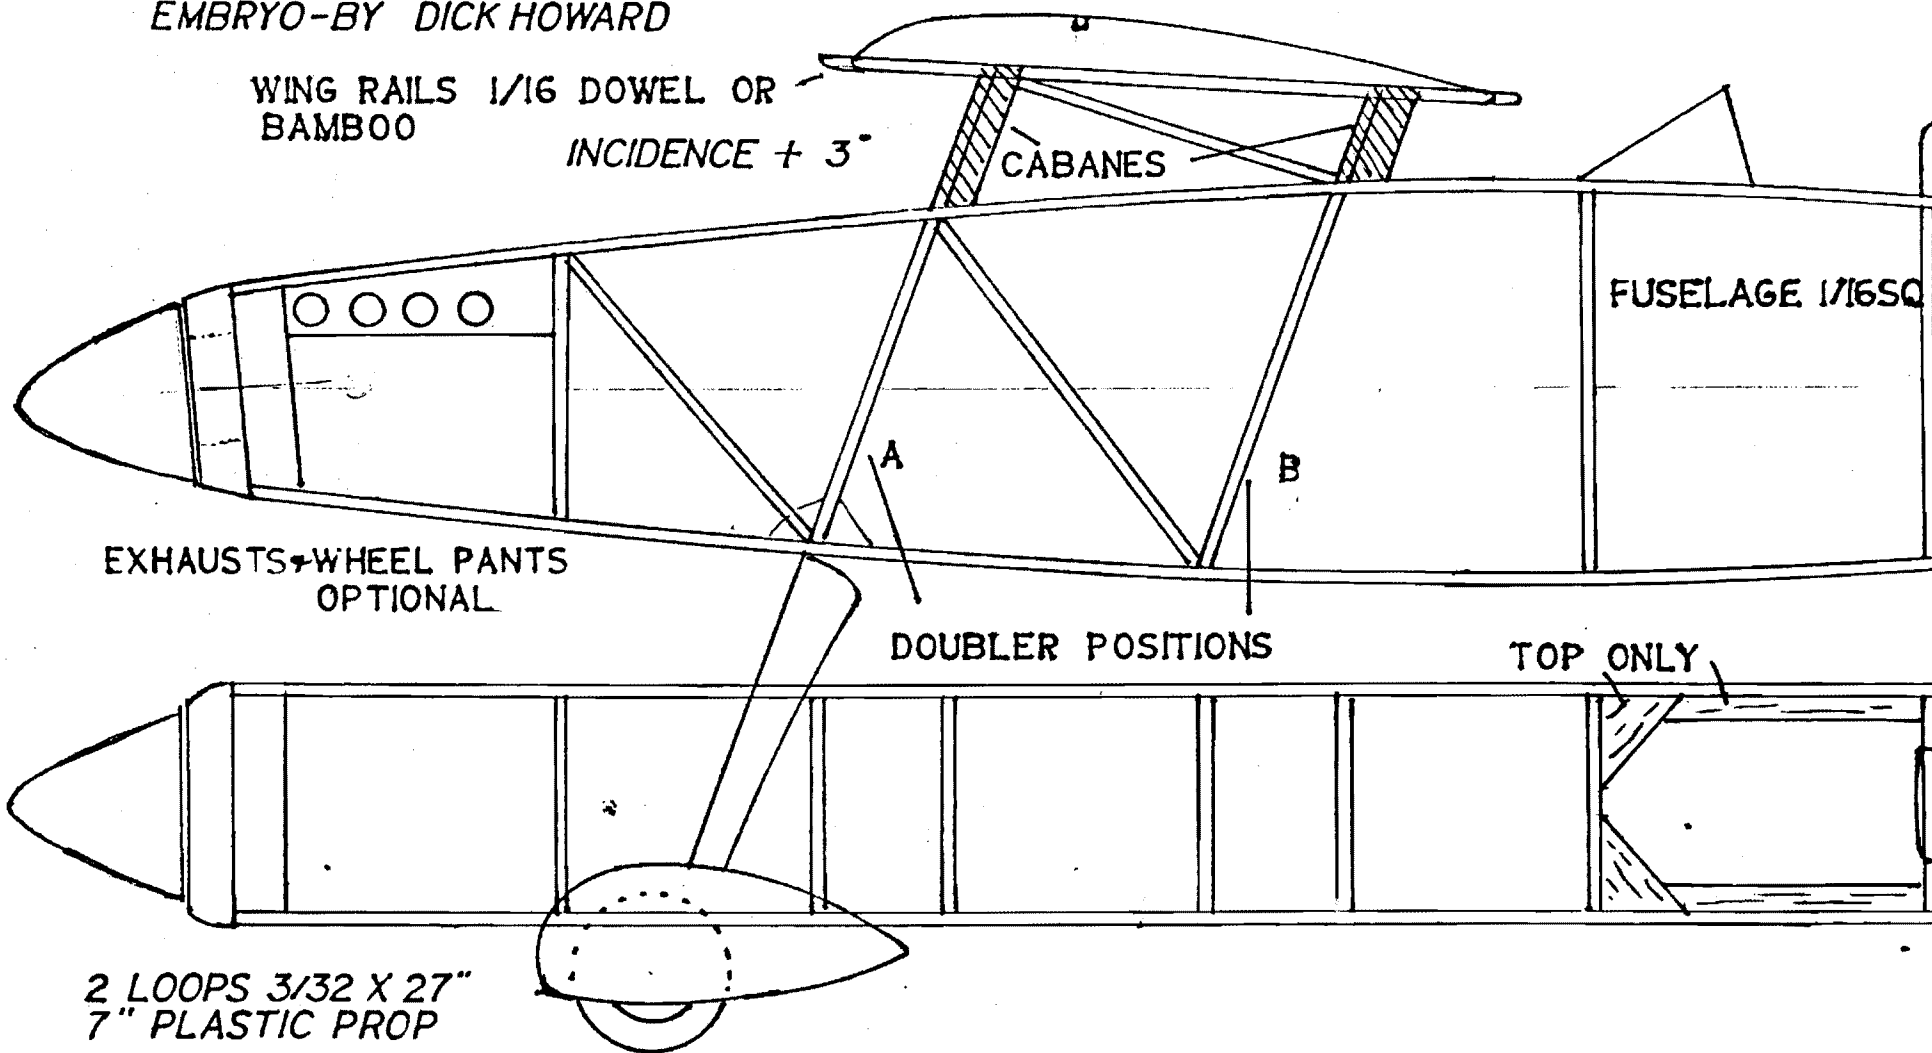 EMBRYO-BY DICK HOWARD
WING RAILS 1/16 DOWEL OR
BAMBOO
INCIDENCE + 3°
CABANES
FUSELAGE 1/16SQ
A
B
EXHAUSTS+WHEEL PANTS
OPTIONAL
DOUBLER POSITIONS
TOP ONLY
2 LOOPS 3/32 X 27"
7" PLASTIC PROP